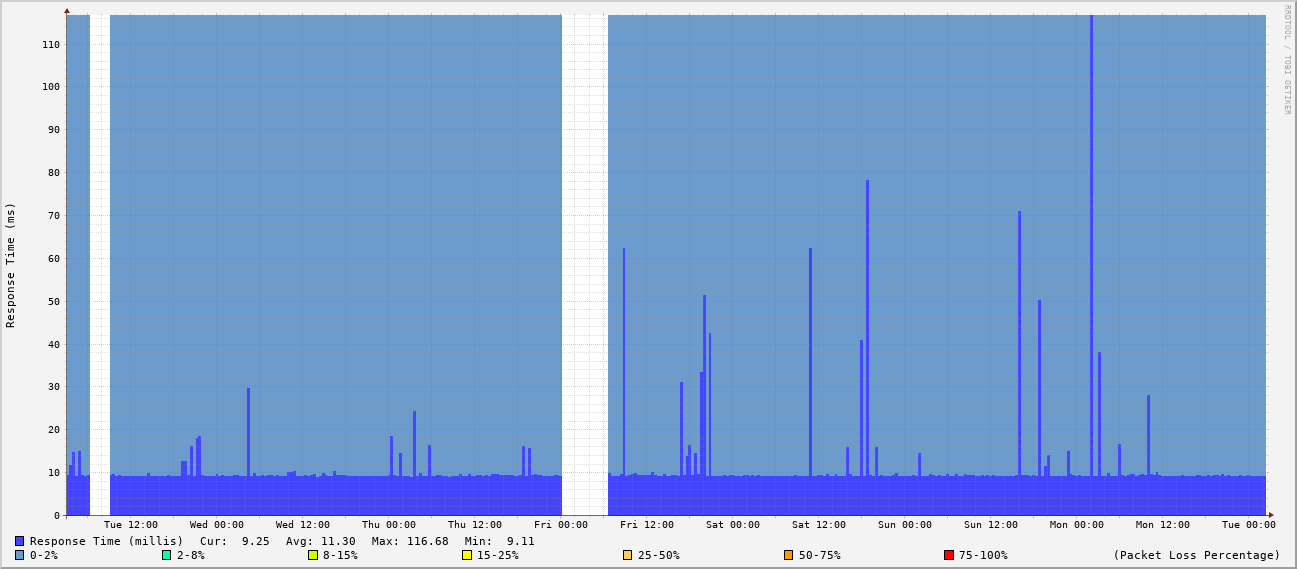 RRDTOOL / TOBI OETIKER
Response Time (ms)
110
100
90
80
70
60
50
40
30
20
10
0
Tue 12:00 Wed 00:00 Wed 12:00 Thu 00:00 Thu 12:00 Fri 00:00 Fri 12:00 Sat 00:00 Sat 12:00 Sun 00:00 Sun 12:00 Mon 00:00 Mon 12:00 Tue 00:00
Response Time (millis) Cur: 9.25 Avg: 11.30 Max: 116.68 Min: 9.11
0-2% 2-8% 8-15% 15-25% 25-50% 50-75% 75-100% (Packet Loss Percentage)